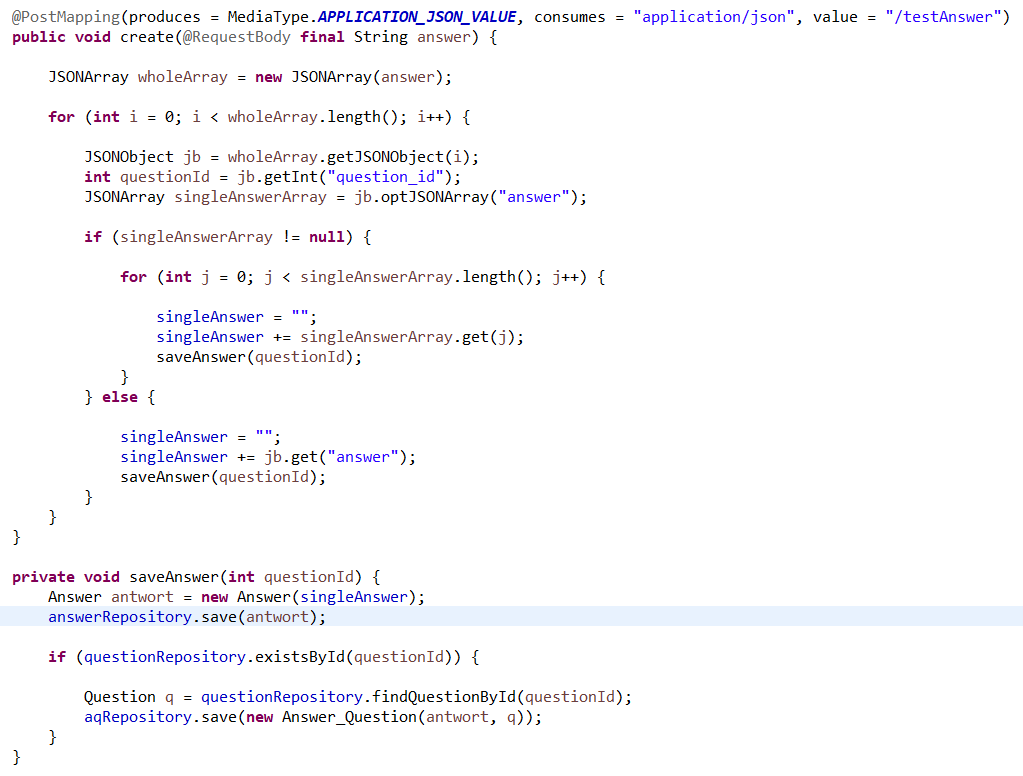 @PostMapping(produces = MediaType.APPLICATION_JSON_VALUE, consumes = "application/json", value = "/testAnswer")
public void create(@RequestBody final String answer) {
JSONArray wholeArray = new JSONArray(answer);
for (int i = 0; i < wholeArray.length(); i++) {
JSONObject jb = wholeArray.getJSONObject(i);
int questionId = jb.getInt("question_id");
JSONArray singleAnswerArray = jb.optJSONArray("answer");
if (singleAnswerArray != null) {
for (int j = 0; j < singleAnswerArray.length(); j++) {
singleAnswer = "";
singleAnswer += singleAnswerArray.get(j);
saveAnswer(questionId);
}
} else {
singleAnswer = "";
singleAnswer += jb.get("answer");
saveAnswer(questionId);
}
}
}
private void saveAnswer(int questionId) {
Answer antwort = new Answer(singleAnswer);
answerRepository.save(antwort);
if (questionRepository.existsById(questionId)) {
Question q = questionRepository.findQuestionById(questionId);
aqRepository.save(new Answer_Question(antwort, q));
}
}